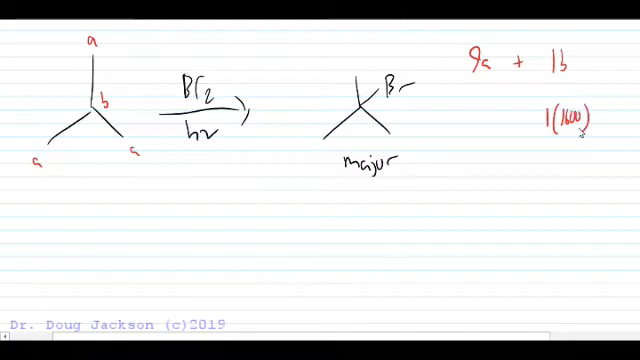 a
9a + 1b
b
Br2
Br
1(1600)
hν
a
a
major
Dr. Doug Jackson (c)2019